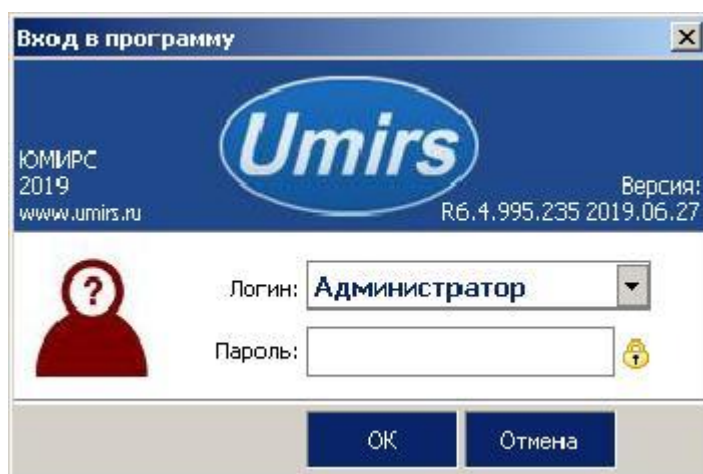 Вход в программу
Umirs
ЮМИРС
2019
www.umirs.ru
Версия:
R6.4.995.235 2019.06.27
Логин: Администратор
Пароль:
ОК Отмена